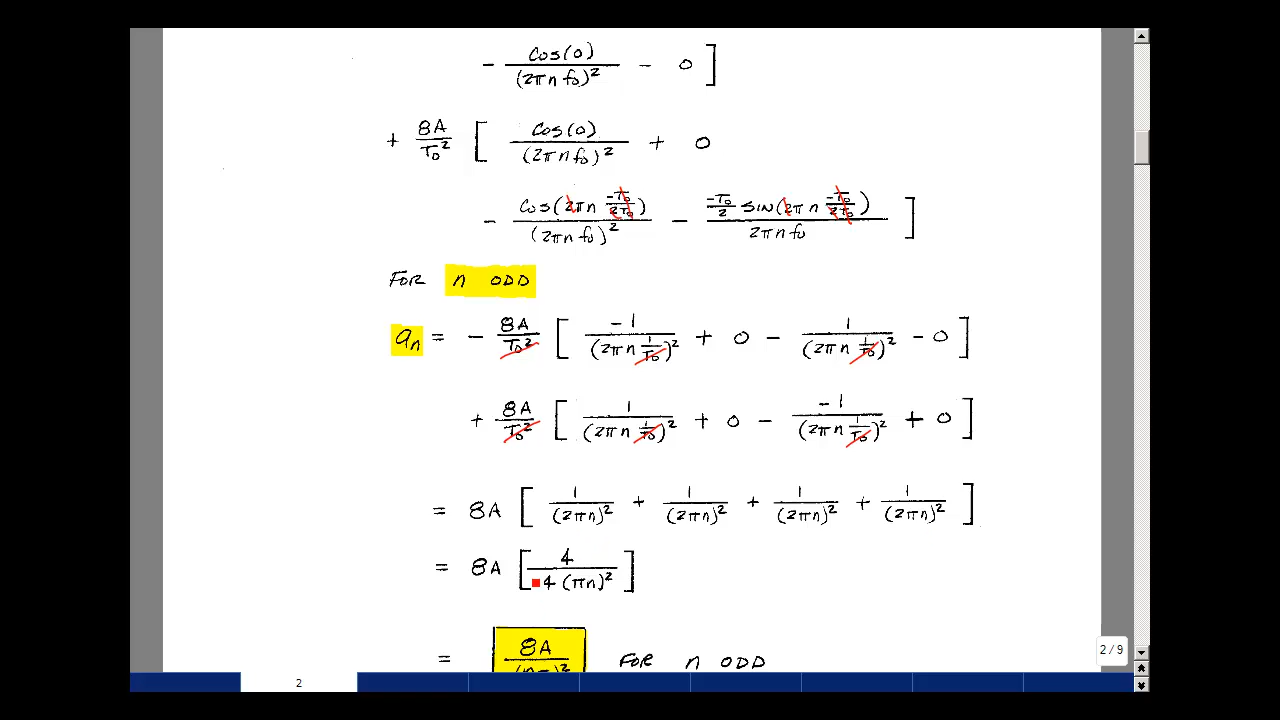 - cos(0)/(2πnf₀)² - 0 ]
+ 8A/T₀² [ cos(0)/(2πnf₀)² + 0
- cos(2πn -T₀/2T₀)/(2πnf₀)² - -T₀/2 SIN(2πn -T₀/2T₀)/2πnf₀ ]
FOR n ODD
aₙ = - 8A/T₀² [ -1/(2πn 1/T₀)² + 0 - 1/(2πn 1/T₀)² - 0 ]
+ 8A/T₀² [ 1/(2πn 1/T₀)² + 0 - -1/(2πn 1/T₀)² + 0 ]
= 8A [ 1/(2πn)² + 1/(2πn)² + 1/(2πn)² + 1/(2πn)² ]
= 8A [ 4/4(πn)² ]
= 8A FOR n ODD
2 / 9
2